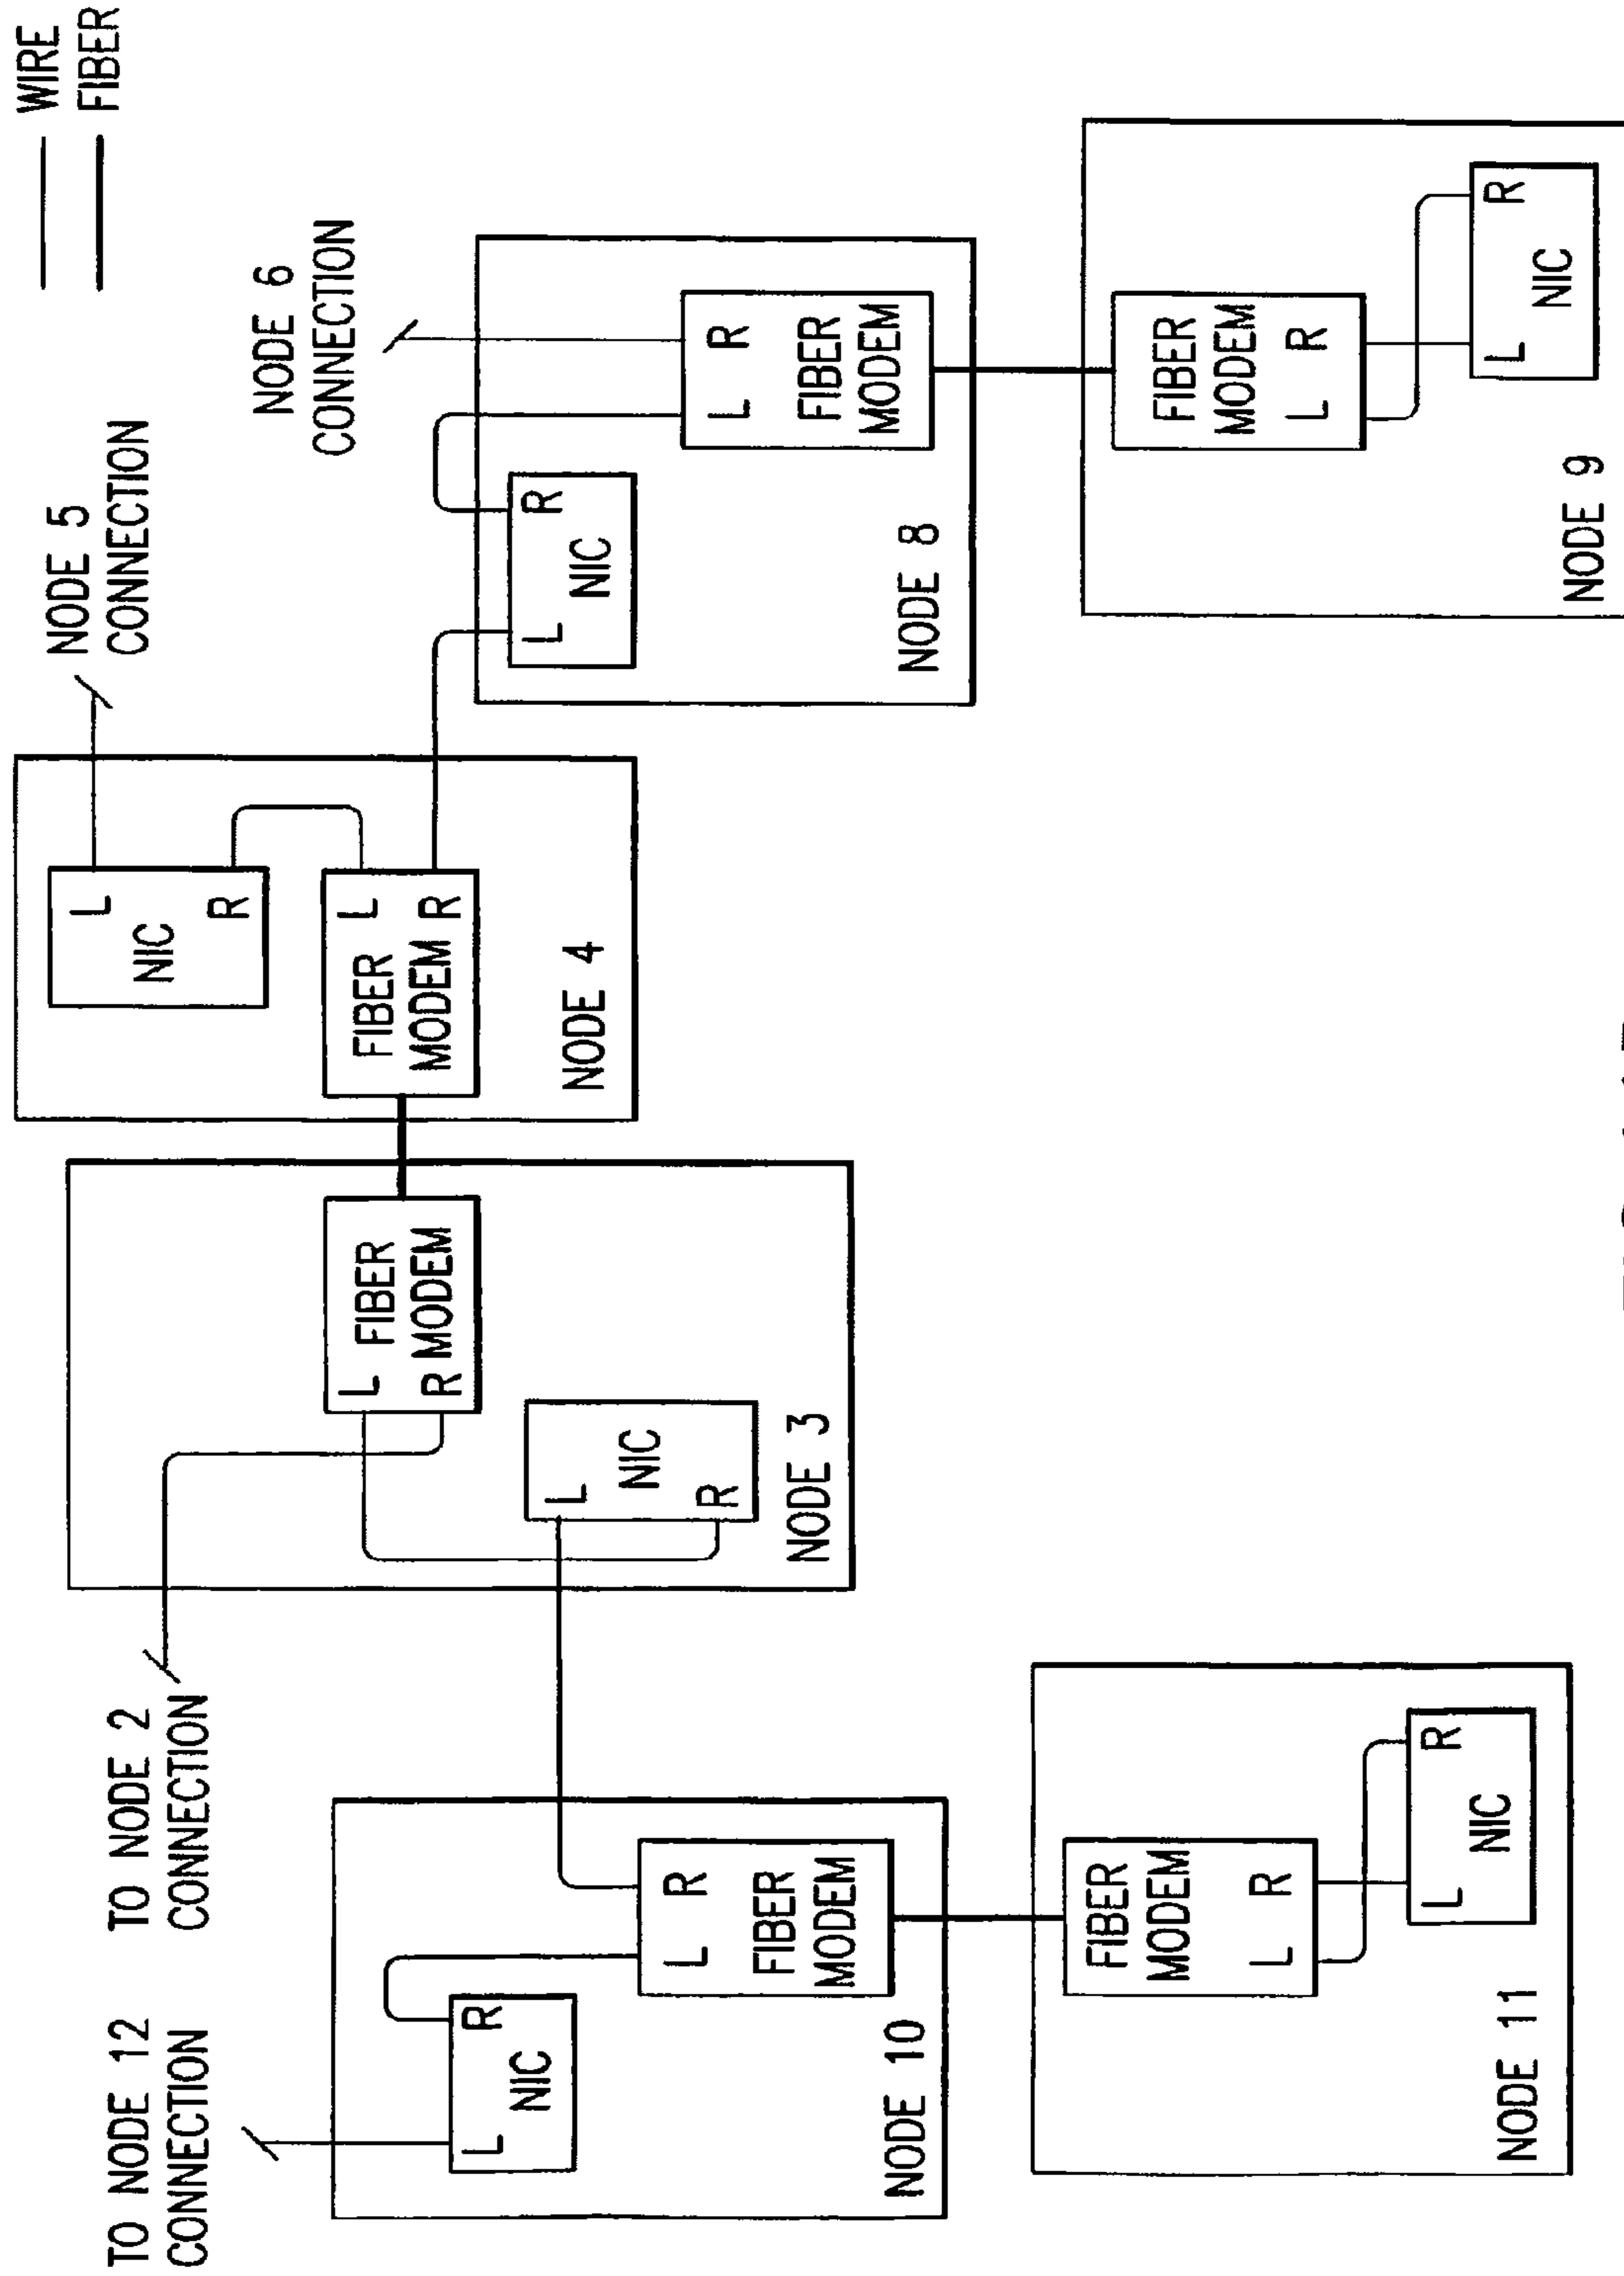 WIRE
FIBER
NODE 5
CONNECTION
NODE 6
CONNECTION
TO NODE 2
CONNECTION
TO NODE 12
CONNECTION
L
NIC
R
L
FIBER
R
MODEM
NODE 4
L
FIBER
R
MODEM
L
NIC
R
NODE 3
L
R
NIC
L
R
FIBER
MODEM
NODE 8
FIBER
MODEM
L
R
L
R
NIC
NODE 9
L
R
NIC
L
R
FIBER
MODEM
NODE 10
FIBER
MODEM
L
R
L
R
NIC
NODE 11